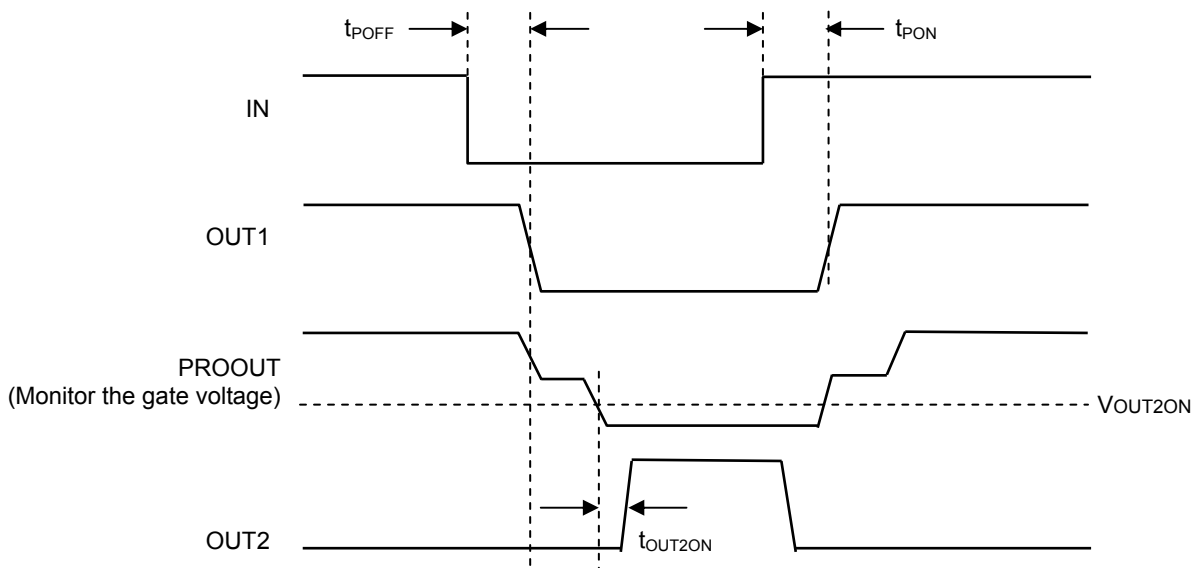 tPOFF
tPON
IN
OUT1
PROOUT
(Monitor the gate voltage)
VOUT2ON
OUT2
tOUT2ON